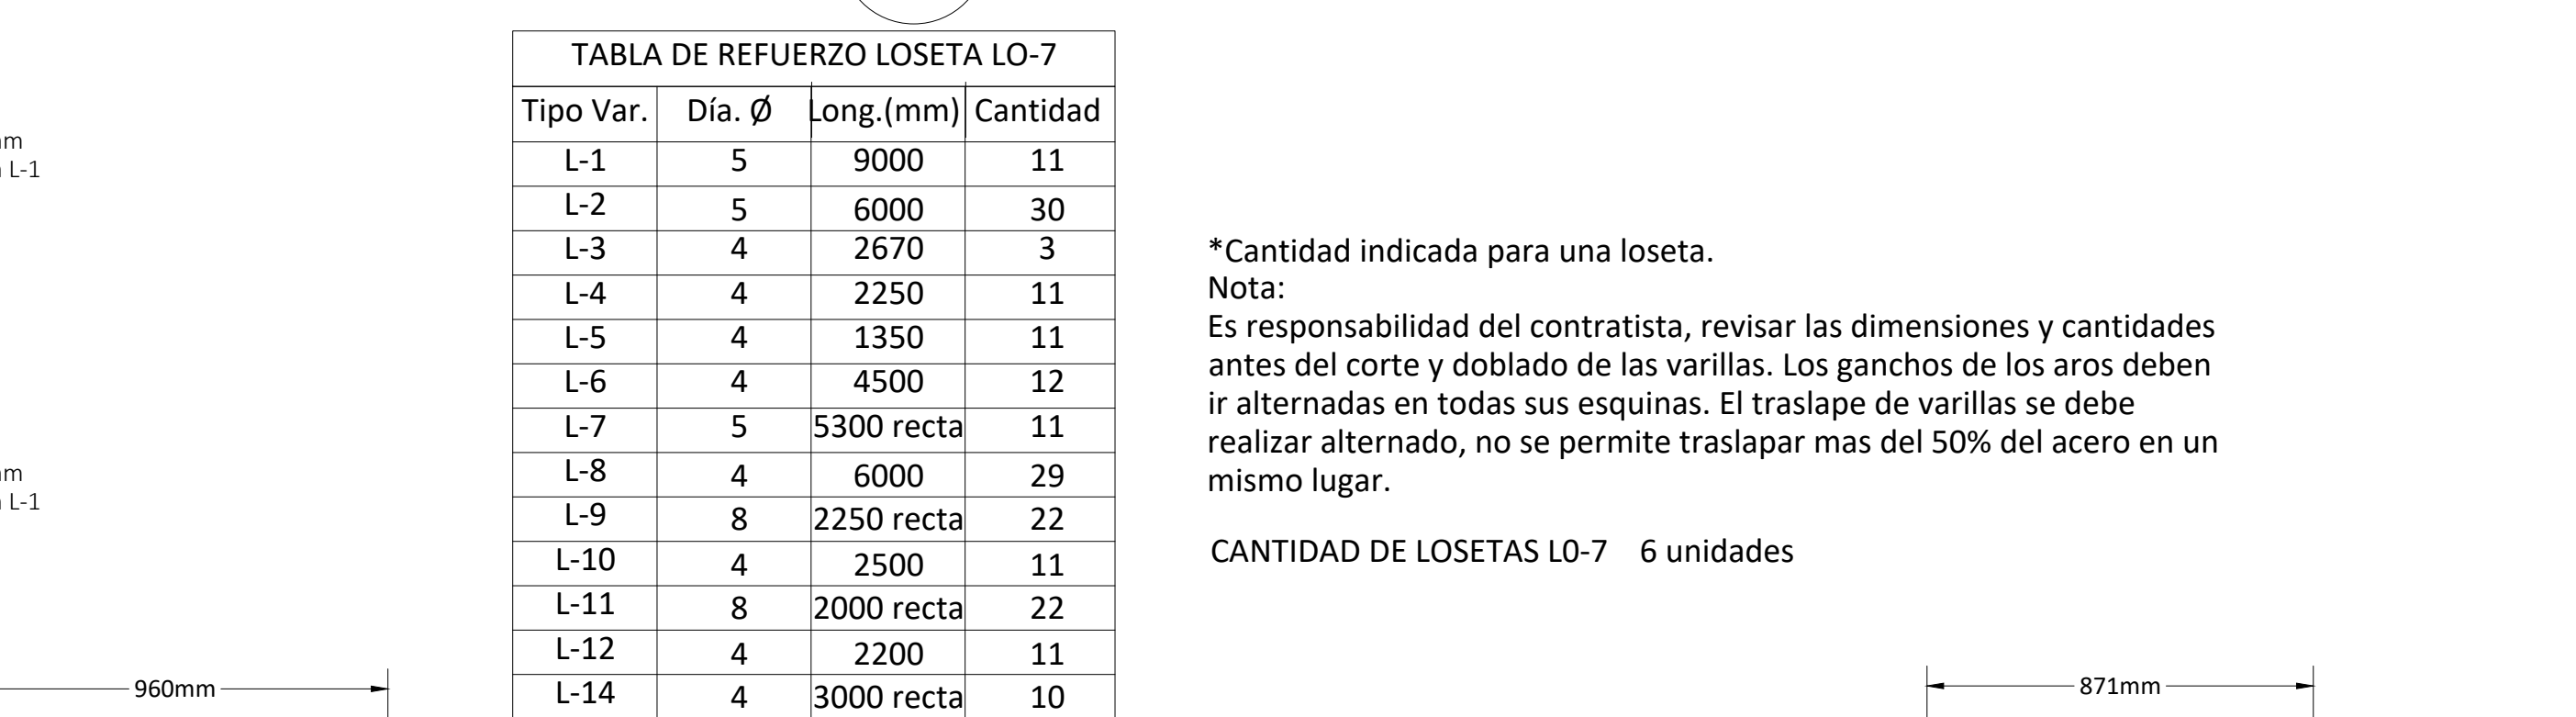 TABLA DE REFUERZO LOSETA LO-7
Tipo Var. Día. Ø Long.(mm) Cantidad
L-1 5 9000 11
L-2 5 6000 30
L-3 4 2670 3
L-4 4 2250 11
L-5 4 1350 11
L-6 4 4500 12
L-7 5 5300 recta 11
L-8 4 6000 29
L-9 8 2250 recta 22
L-10 4 2500 11
L-11 8 2000 recta 22
L-12 4 2200 11
L-14 4 3000 recta 10
L-1
L-1
960mm
*Cantidad indicada para una loseta.
Nota:
Es responsabilidad del contratista, revisar las dimensiones y cantidades
antes del corte y doblado de las varillas. Los ganchos de los aros deben
ir alternadas en todas sus esquinas. El traslape de varillas se debe
realizar alternado, no se permite traslapar mas del 50% del acero en un
mismo lugar.
CANTIDAD DE LOSETAS L0-7 6 unidades
871mm